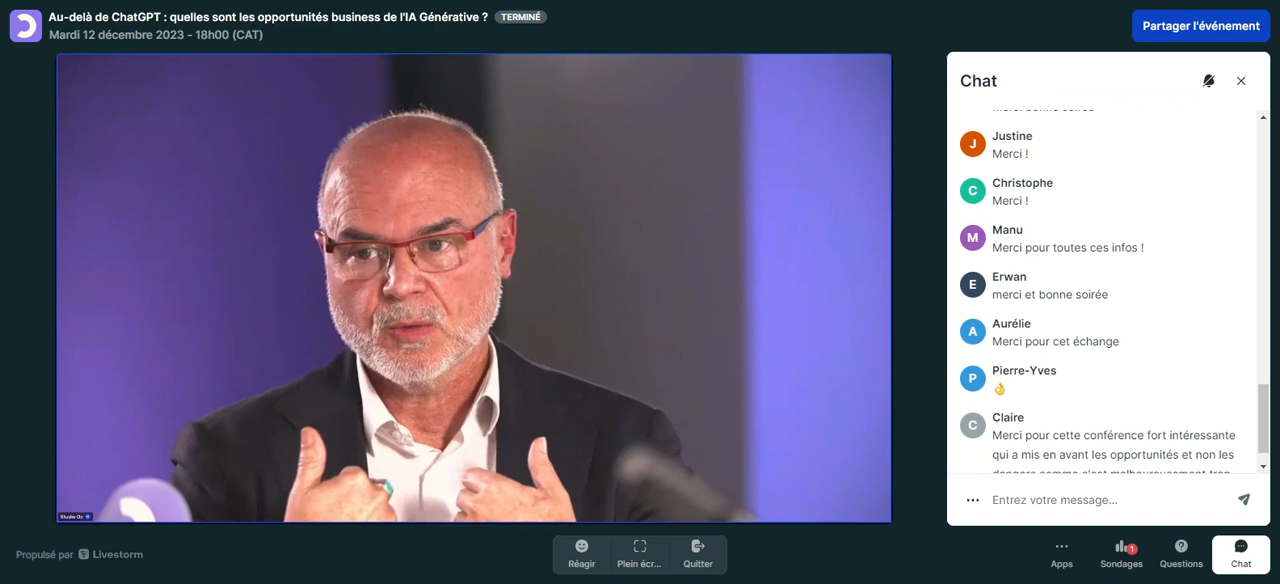 Au-delà de ChatGPT : quelles sont les opportunités business de l'IA Générative ? TERMINÉ
Mardi 12 décembre 2023 - 18h00 (CAT)
Partager l'événement
Chat
Justine
Merci !
Christophe
Merci !
Manu
Merci pour toutes ces infos !
Erwan
merci et bonne soirée
Aurélie
Merci pour cet échange
Pierre-Yves
👌
Claire
Merci pour cette conférence fort intéressante
qui a mis en avant les opportunités et non les
Entrez votre message...
Propulsé par Livestorm
Réagir
Plein écr...
Quitter
Apps
1
Sondages
Questions
Chat
J
C
M
E
A
P
C